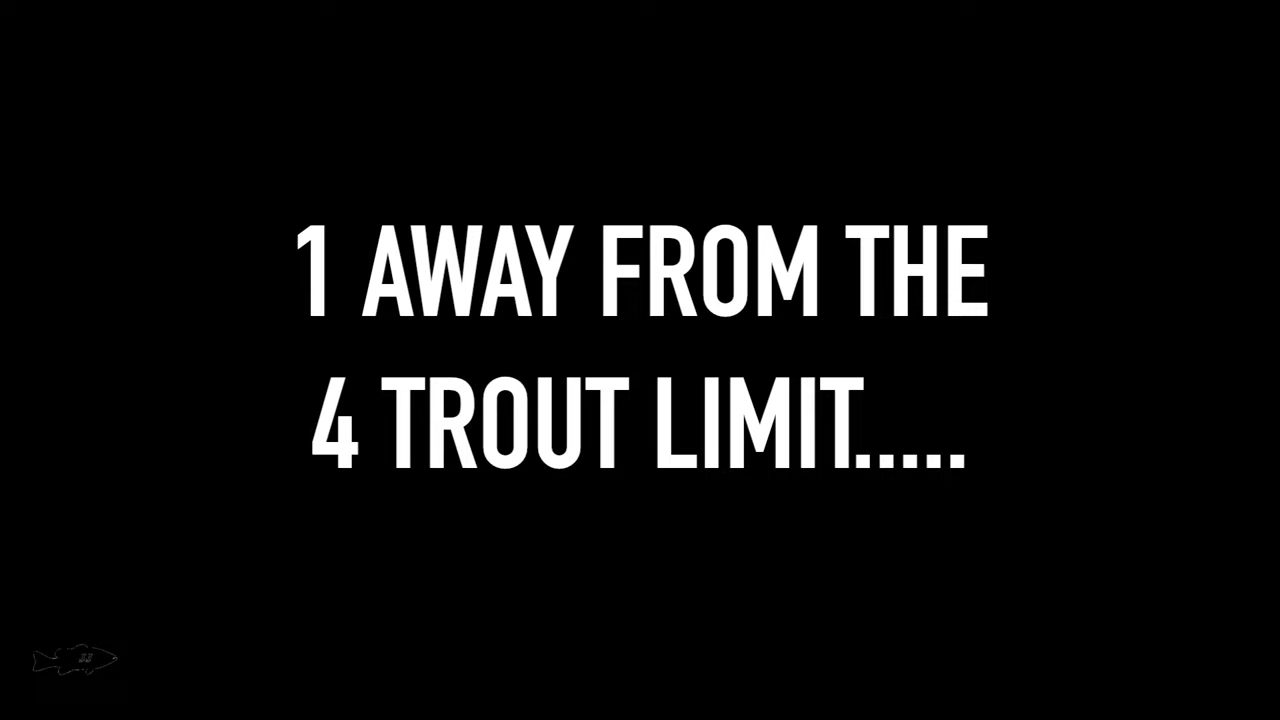 1 AWAY FROM THE
4 TROUT LIMIT.....